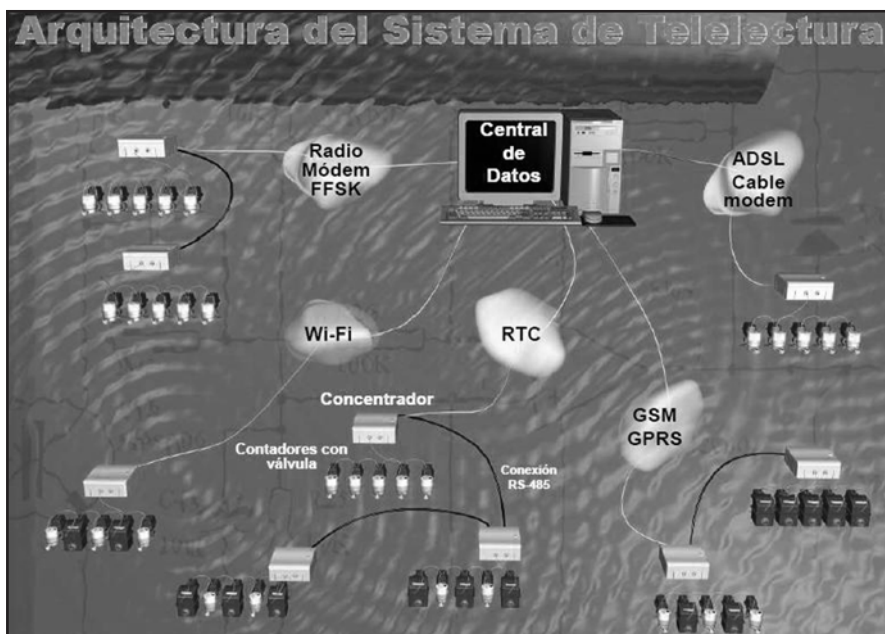 Arquitectura del Sistema de Telelectura
Central
de
Datos
Radio
Módem
FFSK
ADSL
Cable
modem
Wi-Fi
RTC
Concentrador
GSM
GPRS
Contadores con
válvula
Conexión
RS-485